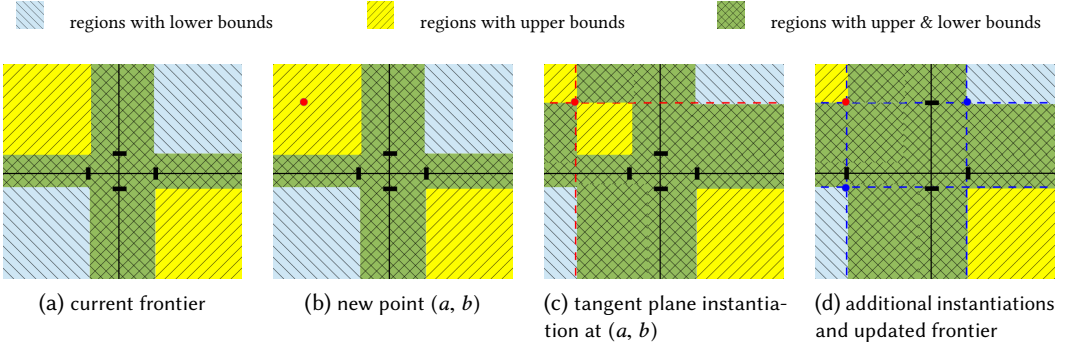 regions with lower bounds
regions with upper bounds
regions with upper & lower bounds
(a) current frontier
(b) new point (a, b)
(c) tangent plane instantia-
tion at (a, b)
(d) additional instantiations
and updated frontier